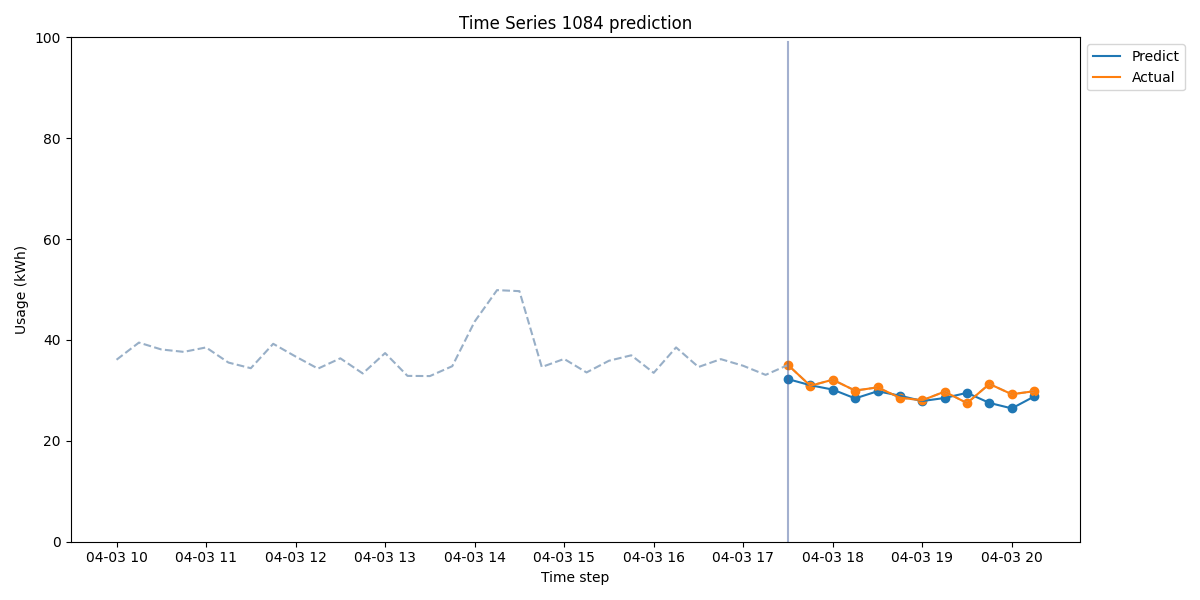 Time Series 1084 prediction
Predict
Actual
Usage (kWh)
100
80
60
40
20
0
04-03 10 04-03 11 04-03 12 04-03 13 04-03 14 04-03 15 04-03 16 04-03 17 04-03 18 04-03 19 04-03 20
Time step